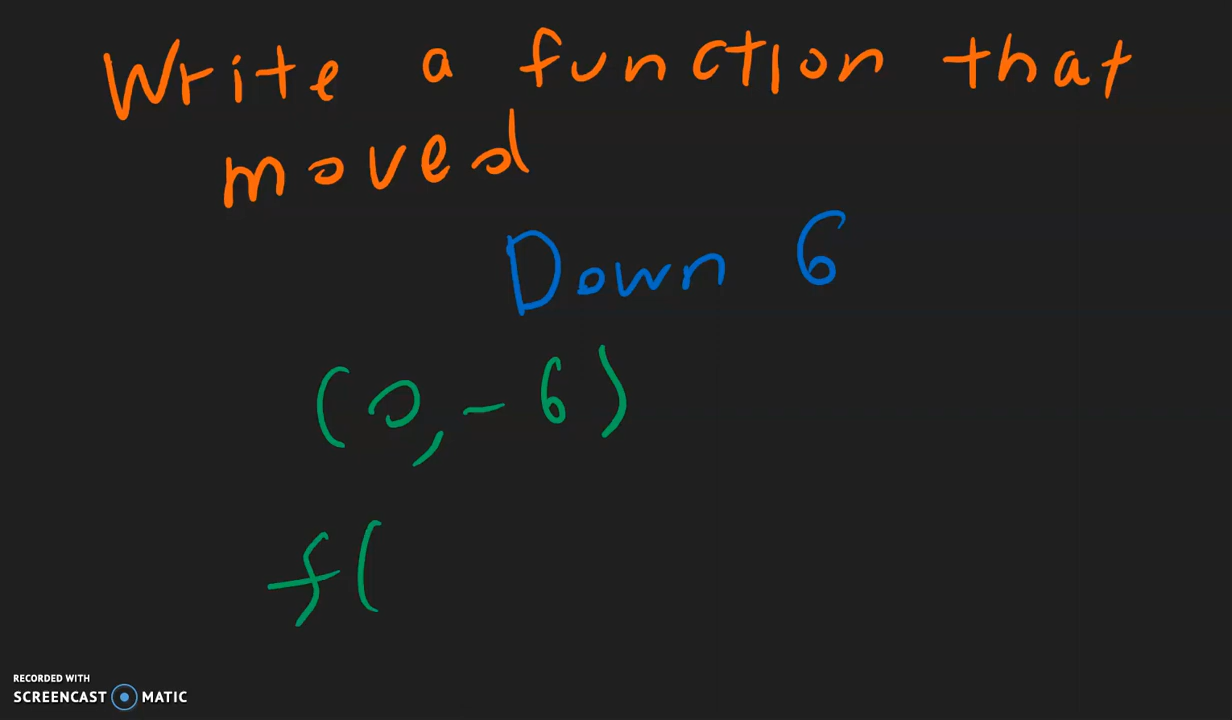 Write a function that
moved
Down 6
(0,-6)
f(
RECORDED WITH
SCREENCAST MATIC